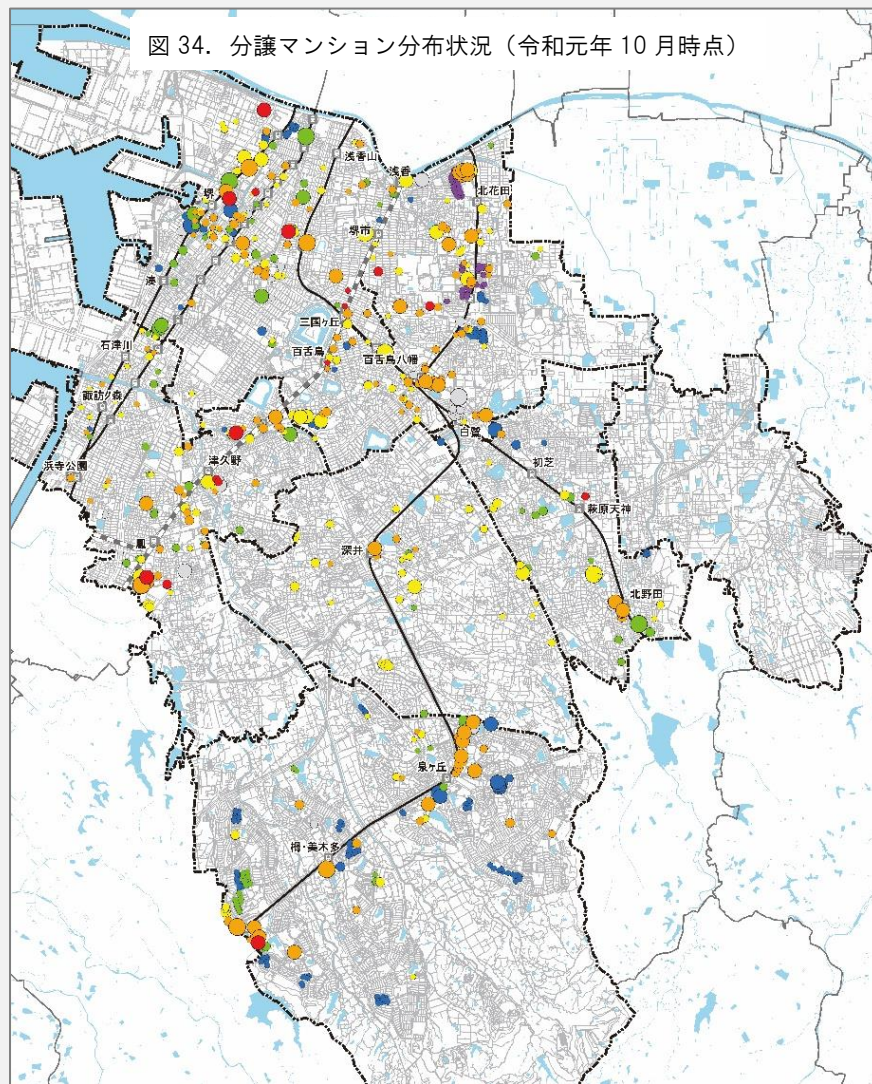 図 34. 分譲マンション分布状況（令和元年 10 月時点）
浅香山
浅香
北花田
堺
堺市
湊
三国ヶ丘
石津川
百舌鳥
百舌鳥八幡
諏訪ノ森
白鷺
浜寺公園
津久野
初芝
萩原天神
鳳
深井
北野田
泉ヶ丘
栂・美木多